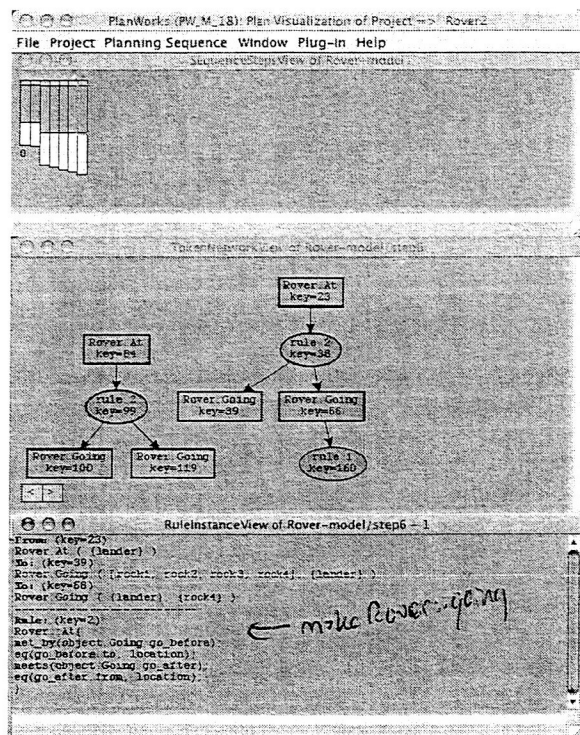 PlanWorks (PW_M_18): Plan Visualization of Project => Rover2
File Project Planning Sequence Window Plug-in Help
SequenceStepsView of Rover-model
0
TokenNetworkView of Rover-model/step6
Rover.At
key=23
Rover.At
key=84
rule 2
key=38
rule 2
key=99
Rover.Going
key=39
Rover.Going
key=68
Rover.Going
key=100
Rover.Going
key=119
rule 1
key=160
< >
RuleInstanceView of Rover-model/step6 - 1
From: (key=23)
Rover.At ( {lander} )
To: (key=39)
Rover.Going ( [rock1, rock2, rock3, rock4] {lander} )
To: (key=68)
Rover.Going ( {lander} {rock4} )
Rule: (key=2)
Rover::At{
met_by(object.Going go_before);
eq(go_before.to, location);
meets(object.Going go_after);
eq(go_after.from, location);
}
← make Rover::going